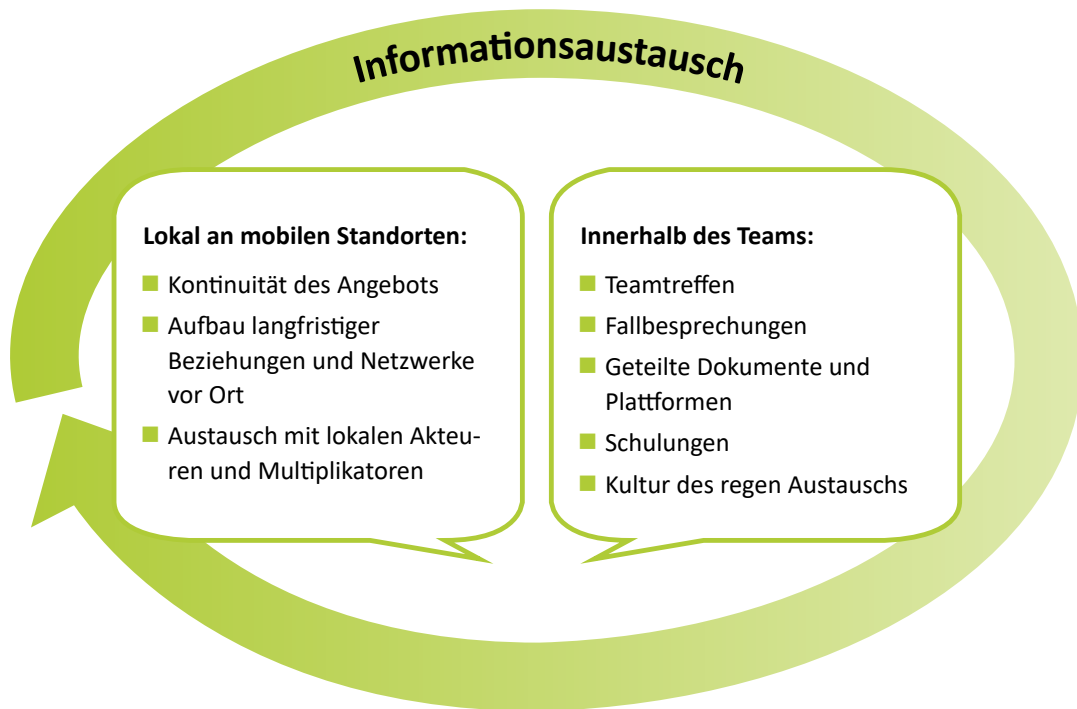 Informationsaustausch
Lokal an mobilen Standorten:
Kontinuität des Angebots
Aufbau langfristiger
Beziehungen und Netzwerke
vor Ort
Austausch mit lokalen Akteu-
ren und Multiplikatoren
Innerhalb des Teams:
Teamtreffen
Fallbesprechungen
Geteilte Dokumente und
Plattformen
Schulungen
Kultur des regen Austauschs